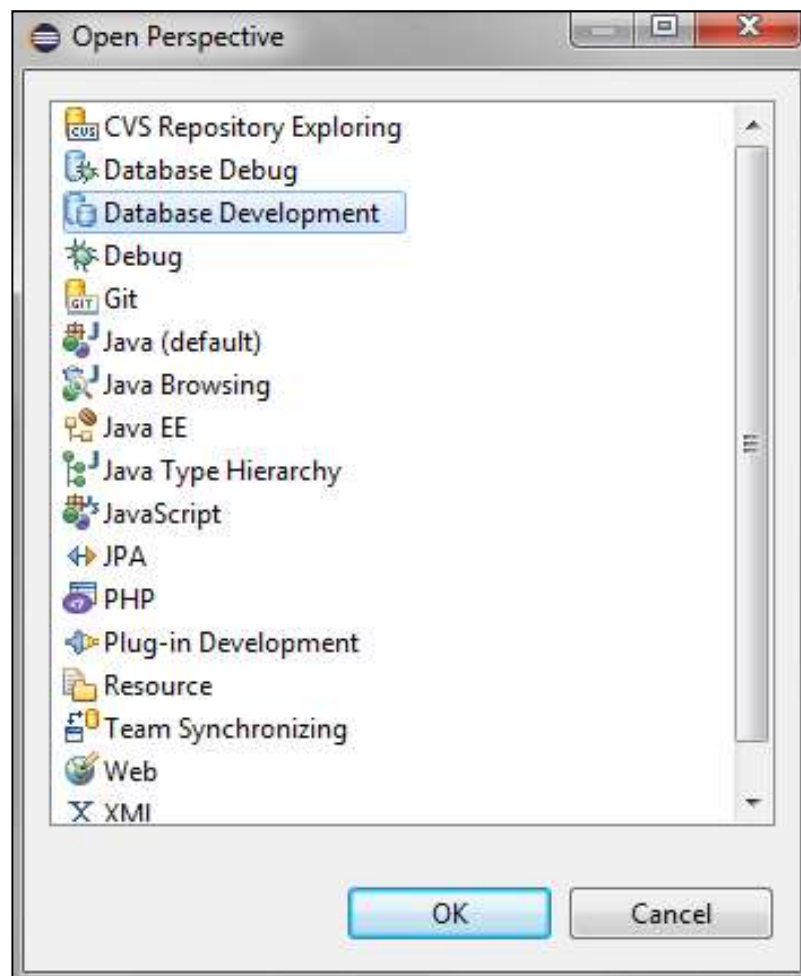 Open Perspective
CVS Repository Exploring
Database Debug
Database Development
Debug
GIT Git
Java (default)
Java Browsing
Java EE
Java Type Hierarchy
JavaScript
JPA
PHP
Plug-in Development
Resource
Team Synchronizing
Web
XML
OK
Cancel